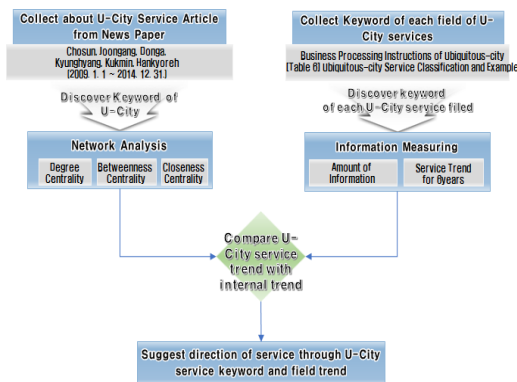 Collect about U-City Service Article
from News Paper
Chosun, Joongang, Donga,
Kyunghyang, Kukmin, Hankyoreh
[2009. 1. 1 ~ 2014. 12. 31.]
Discover Keyword of
U-City
Network Analysis
Degree
Centrality
Betweenness
Centrality
Closeness
Centrality
Collect Keyword of each field of U-
City services
Business Processing Instructions of Ubiquitous-city
[Table 6] Ubiquitous-city Service Classification and Example
Discover keyword
of each U-City service filed
Information Measuring
Amount of
Information
Service Trend
for 6years
Compare U-
City service
trend with
internal trend
Suggest direction of service through U-City
service keyword and field trend